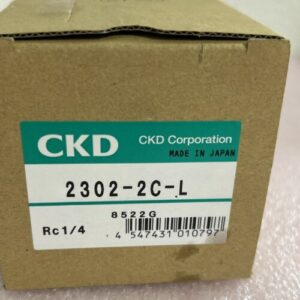 CKD CKD Corporation
MADE IN JAPAN
2302-2C-L
8522G
Rc1/4
4 547431 010797